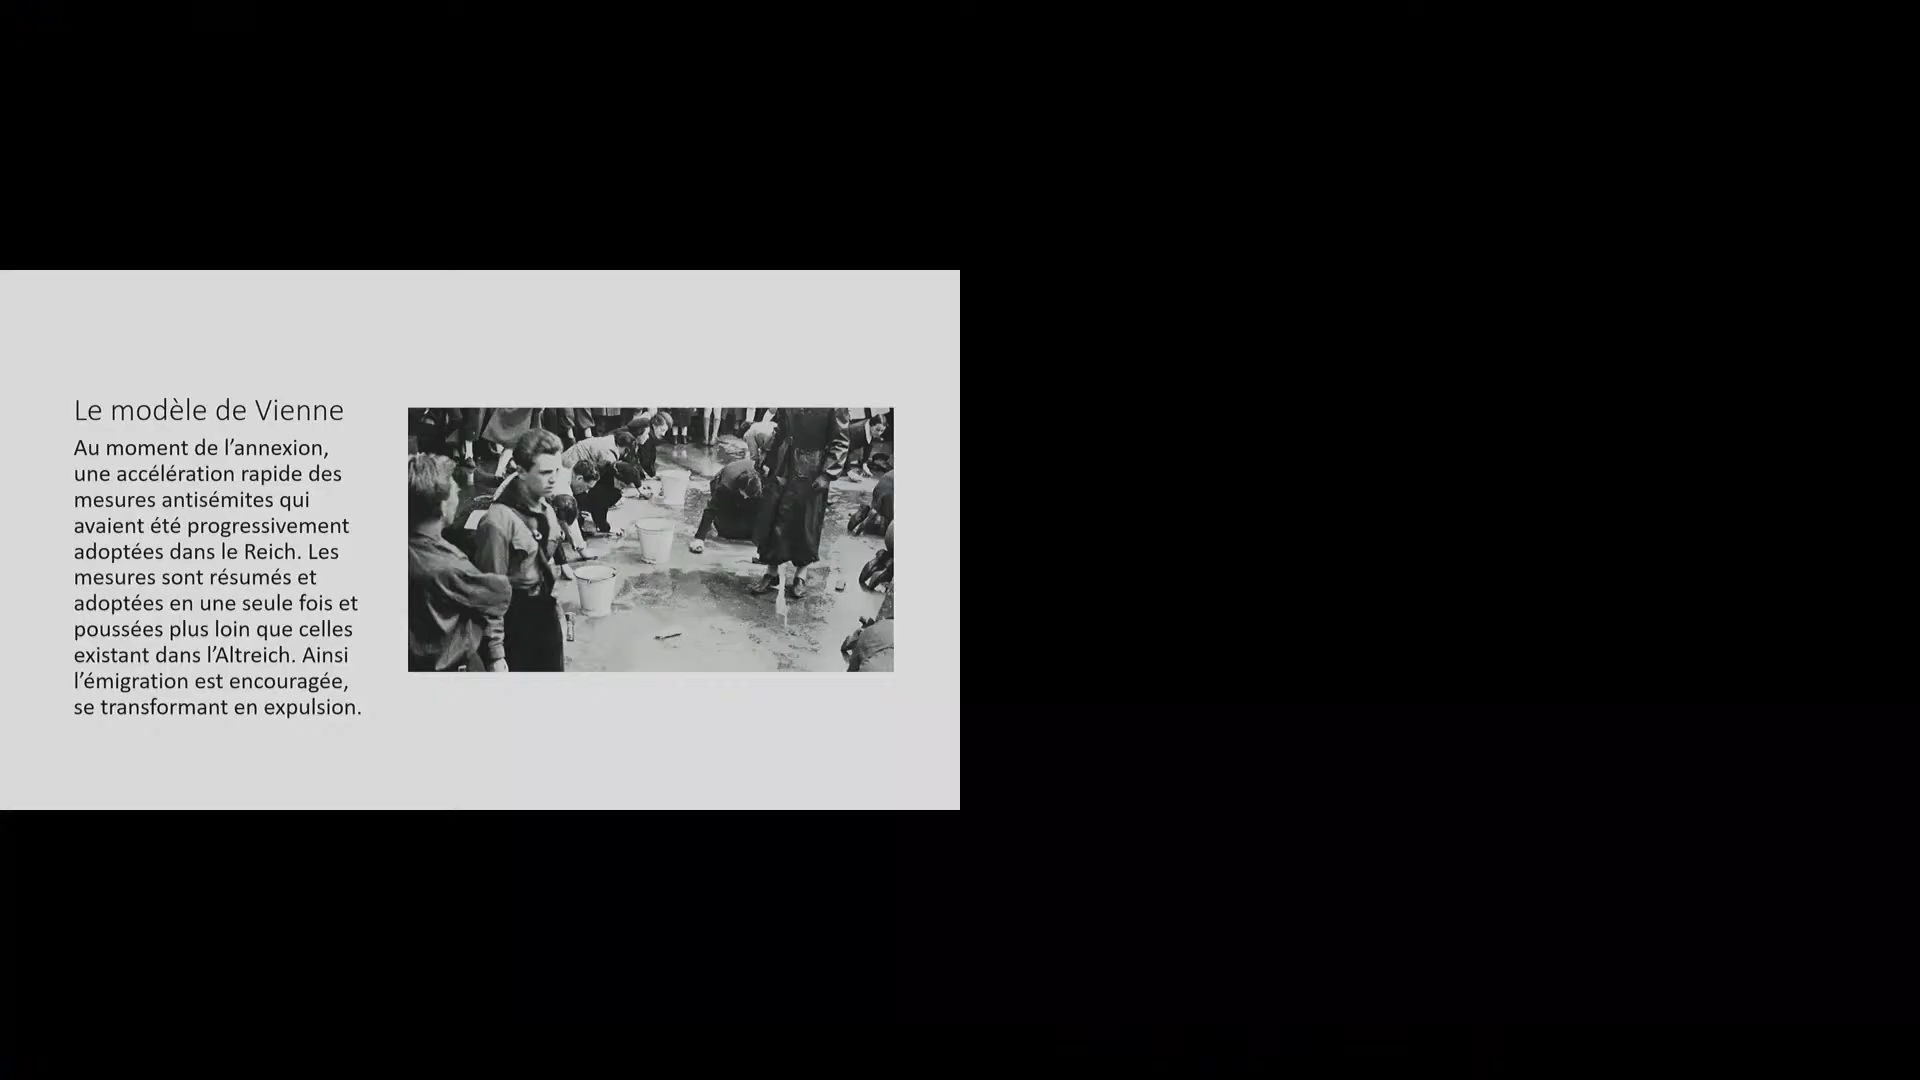 Le modèle de Vienne
Au moment de l’annexion,
une accélération rapide des
mesures antisémites qui
avaient été progressivement
adoptées dans le Reich. Les
mesures sont résumés et
adoptées en une seule fois et
poussées plus loin que celles
existant dans l’Altreich. Ainsi
l’émigration est encouragée,
se transformant en expulsion.